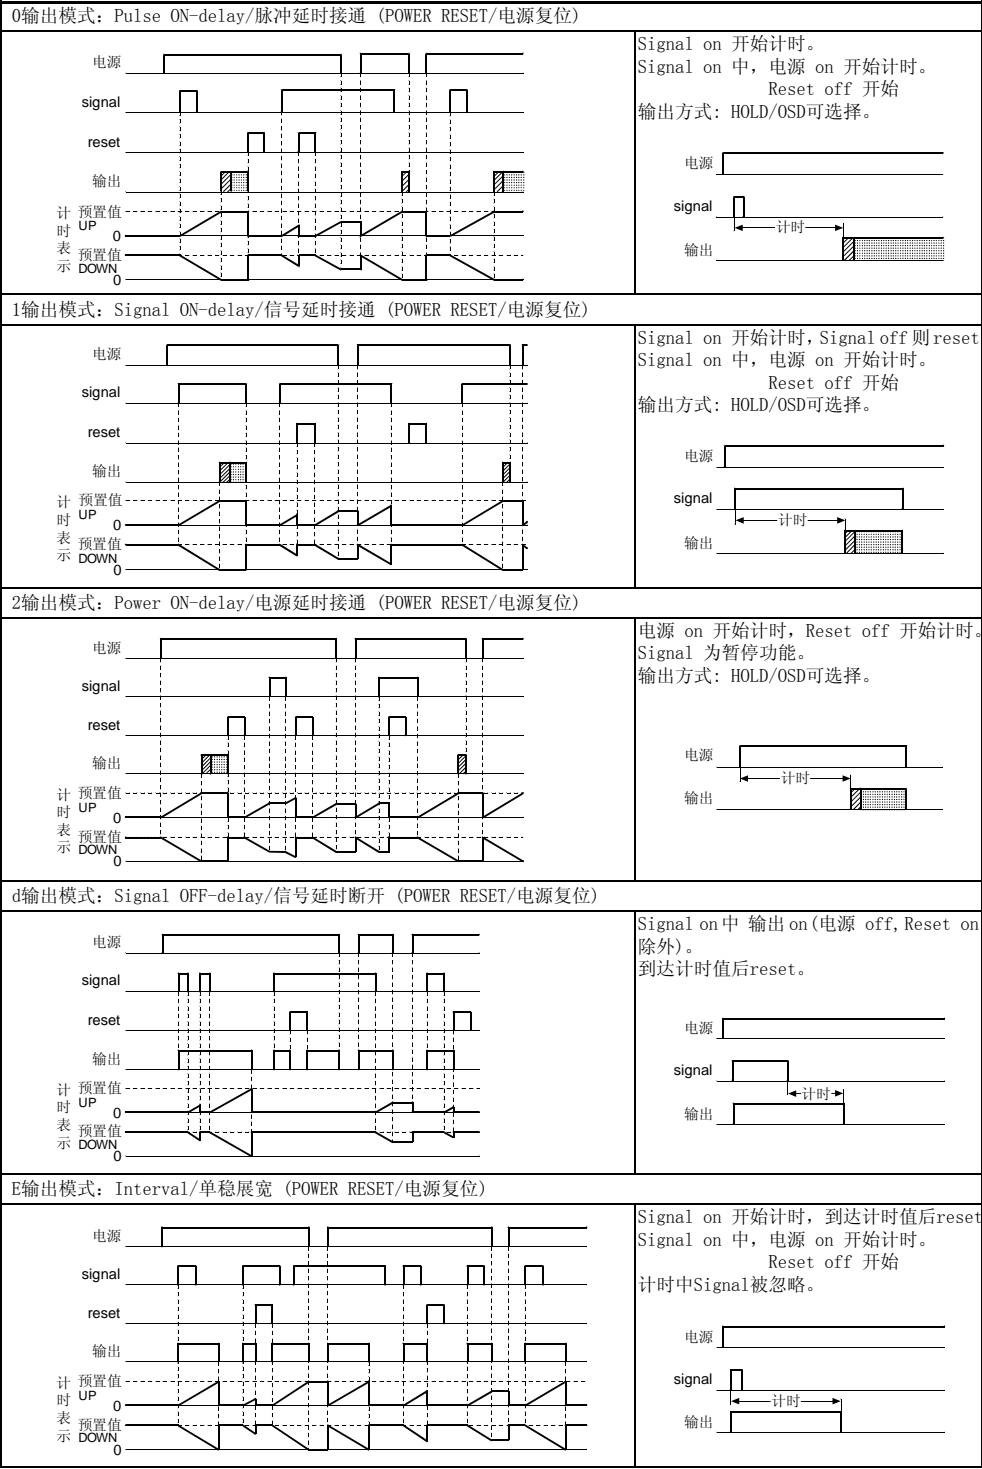 0输出模式：Pulse ON-delay/脉冲延时接通 (POWER RESET/电源复位)
电源
signal
reset
输出
计时表示
预置值
UP
0
预置值
DOWN
0
Signal on 开始计时。
Signal on 中，电源 on 开始计时。
Reset off 开始
输出方式: HOLD/OSD可选择。
电源
signal
计时
输出
1输出模式：Signal ON-delay/信号延时接通 (POWER RESET/电源复位)
电源
signal
reset
输出
计时表示
预置值
UP
0
预置值
DOWN
0
Signal on 开始计时,Signal off 则reset
Signal on 中，电源 on 开始计时。
Reset off 开始
输出方式: HOLD/OSD可选择。
电源
signal
计时
输出
2输出模式：Power ON-delay/电源延时接通 (POWER RESET/电源复位)
电源
signal
reset
输出
计时表示
预置值
UP
0
预置值
DOWN
0
电源 on 开始计时，Reset off 开始计时。
Signal 为暂停功能。
输出方式: HOLD/OSD可选择。
电源
计时
输出
d输出模式：Signal OFF-delay/信号延时断开 (POWER RESET/电源复位)
电源
signal
reset
输出
计时表示
预置值
UP
0
预置值
DOWN
0
Signal on中 输出on(电源 off,Reset on
除外)。
到达计时值后reset。
电源
signal
计时
输出
E输出模式：Interval/单稳展宽 (POWER RESET/电源复位)
电源
signal
reset
输出
计时表示
预置值
UP
0
预置值
DOWN
0
Signal on 开始计时，到达计时值后reset
Signal on 中，电源 on 开始计时。
Reset off 开始
计时中Signal被忽略。
电源
signal
计时
输出